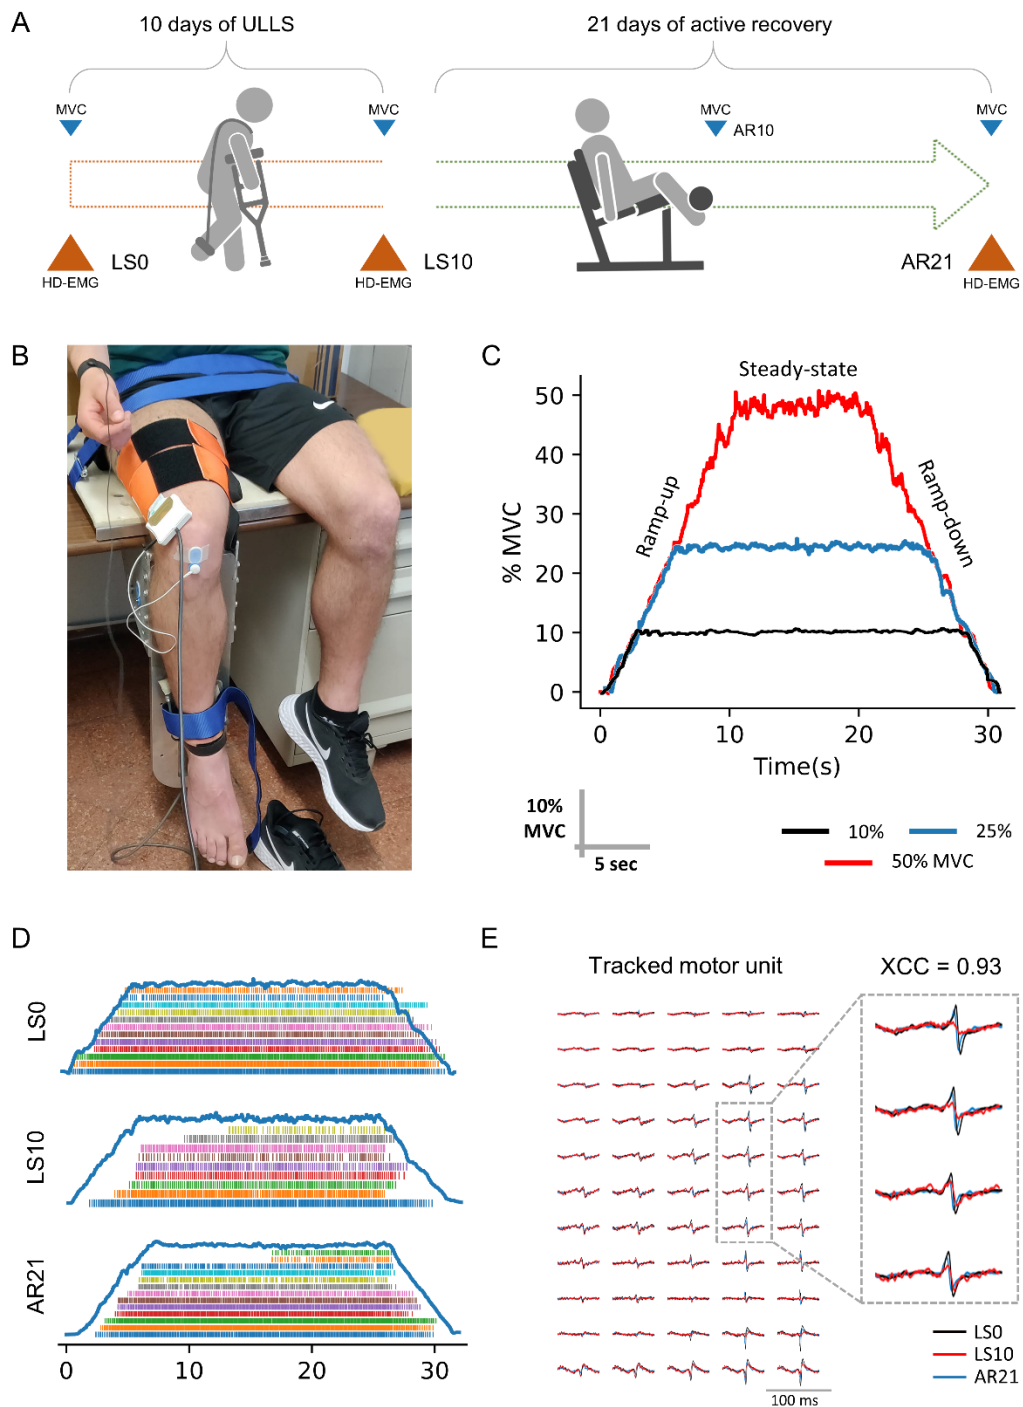 A
10 days of ULLS
21 days of active recovery
MVC
MVC
MVC
AR10
MVC
LS0
LS10
AR21
HD-EMG
HD-EMG
HD-EMG
B
C
Steady-state
Ramp-up
Ramp-down
% MVC
50
40
30
20
10
0
0
10
20
30
Time(s)
10%
MVC
5 sec
10%
25%
50% MVC
D
LS0
LS10
AR21
0
10
20
30
E
Tracked motor unit
XCC = 0.93
LS0
LS10
AR21
100 ms